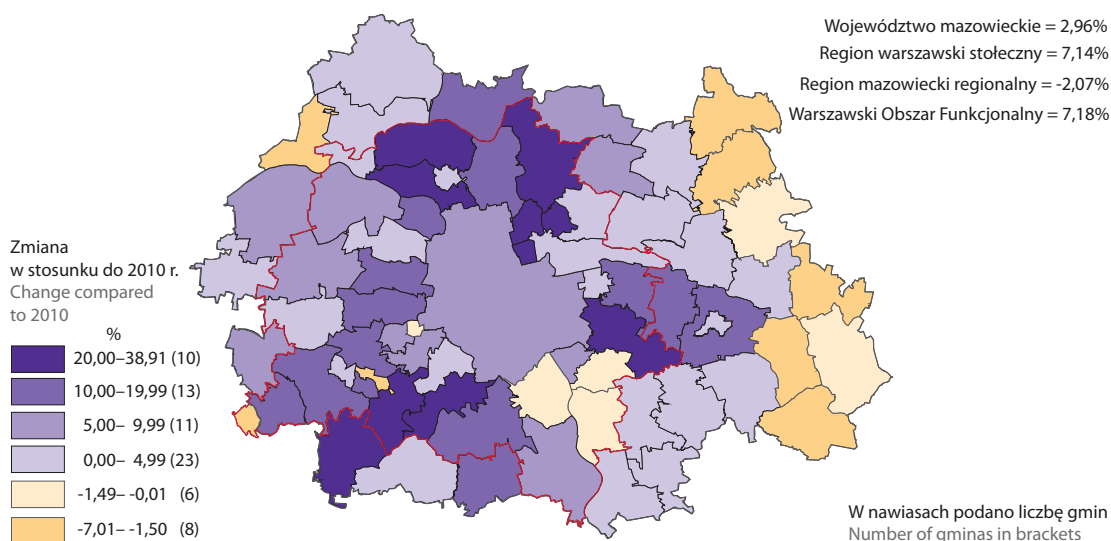 Województwo mazowieckie = 2,96%
Region warszawski stołeczny = 7,14%
Region mazowiecki regionalny = -2,07%
Warszawski Obszar Funkcjonalny = 7,18%
Zmiana
w stosunku do 2010 r.
Change compared
to 2010
%
20,00–38,91 (10)
10,00–19,99 (13)
5,00– 9,99 (11)
0,00– 4,99 (23)
-1,49– -0,01 (6)
-7,01– -1,50 (8)
W nawiasach podano liczbę gmin
Number of gminas in brackets